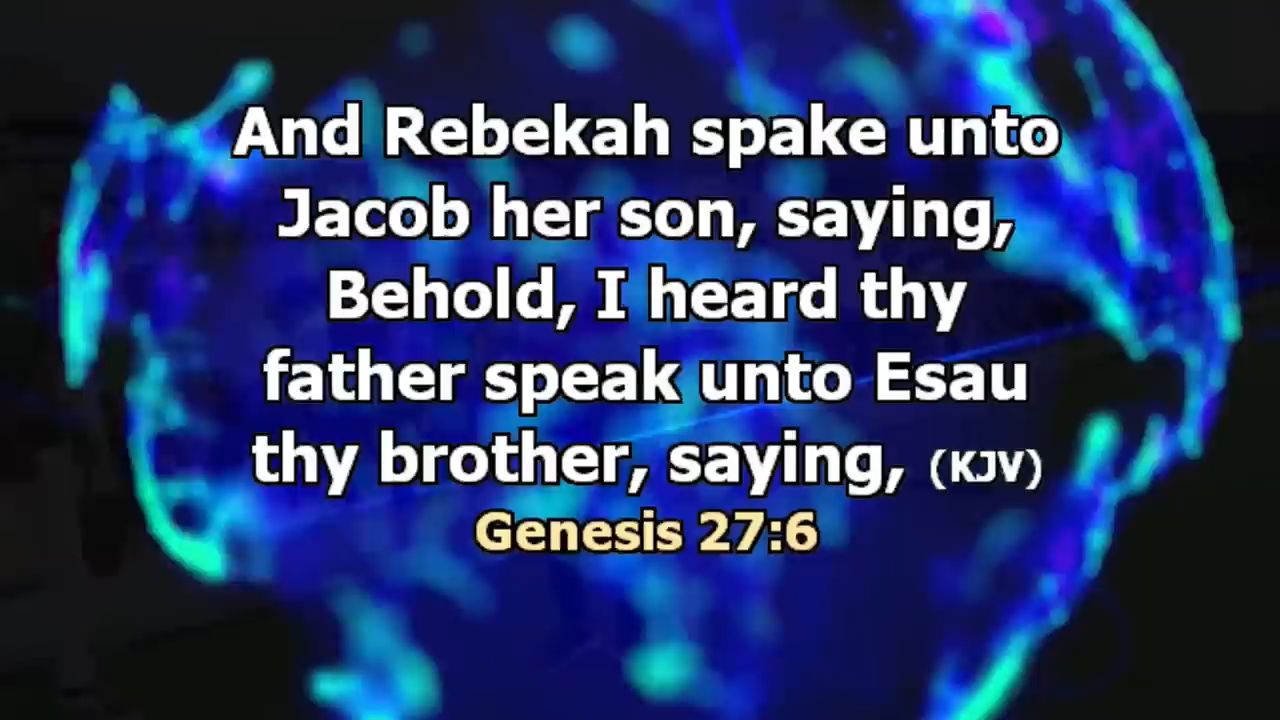 And Rebekah spake unto
Jacob her son, saying,
Behold, I heard thy
father speak unto Esau
thy brother, saying, (KJV)
Genesis 27:6